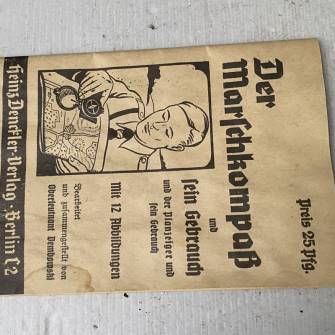 Preis 25 Pfg.
Der
Marschkompaß
und
sein Gebrauch
und der Planzeiger und
sein Gebrauch
Mit 12 Abbildungen
Bearbeitet
und zusammengestellt von
Oberleutnant Dembowski.
Heinz Denckler-Verlag · Berlin C2